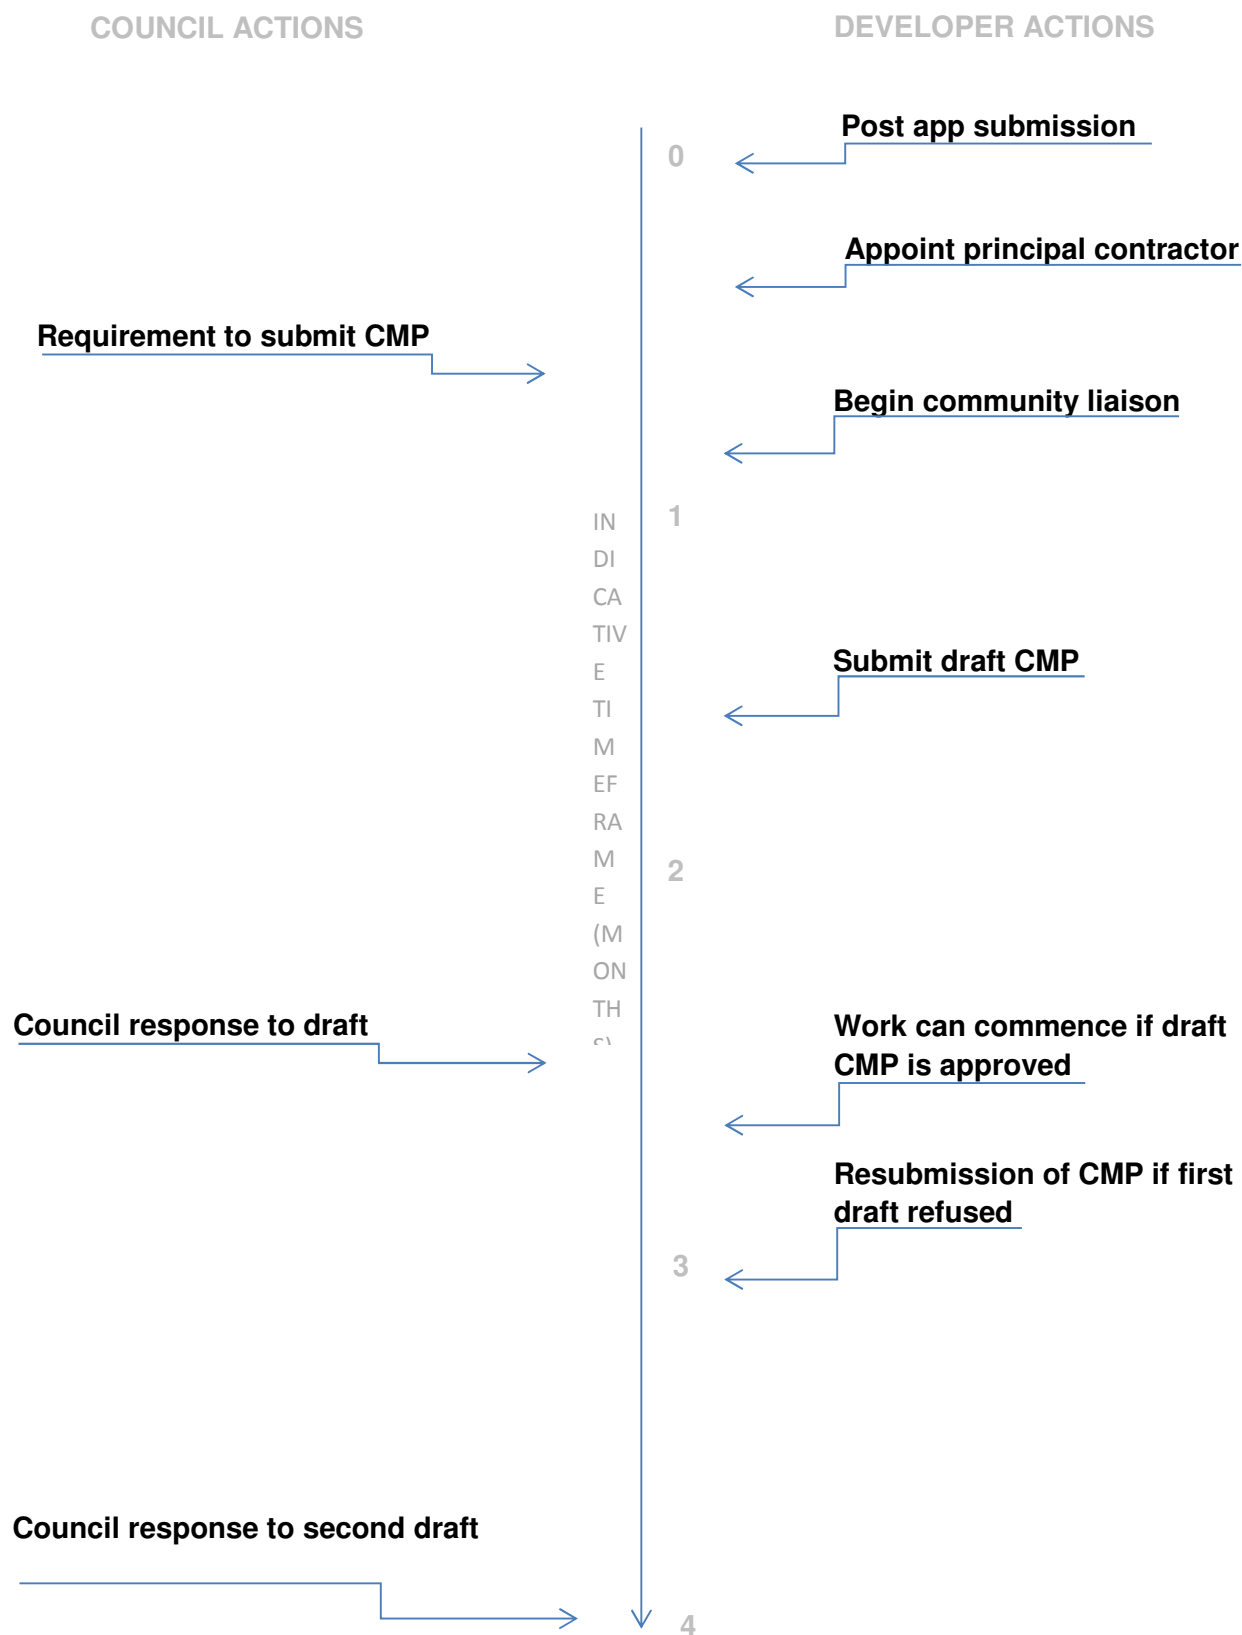 COUNCIL ACTIONS
DEVELOPER ACTIONS
Post app submission
0
Appoint principal contractor
Requirement to submit CMP
Begin community liaison
1
IN
DI
CA
TIV
E
TI
M
EF
RA
M
E
(M
ON
TH
S)
Submit draft CMP
2
Council response to draft
Work can commence if draft
CMP is approved
Resubmission of CMP if first
draft refused
3
Council response to second draft
4